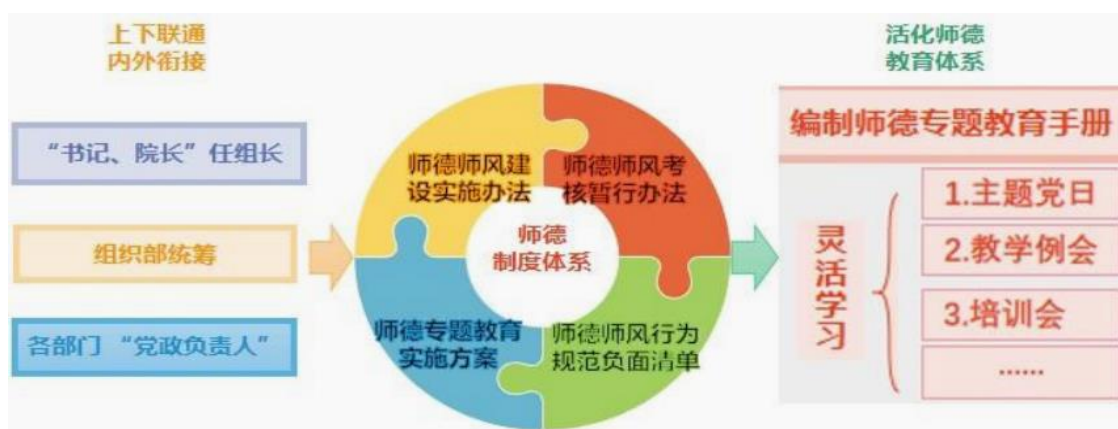 上下联通
内外衔接
“书记、院长”任组长
组织部统筹
各部门 “党政负责人”
师德师风建
设实施办法
师德师风考
核暂行办法
师德
制度体系
师德专题教育
实施方案
师德师风行为
规范负面清单
活化师德
教育体系
编制师德专题教育手册
灵活学习
1.主题党日
2.教学例会
3.培训会
……